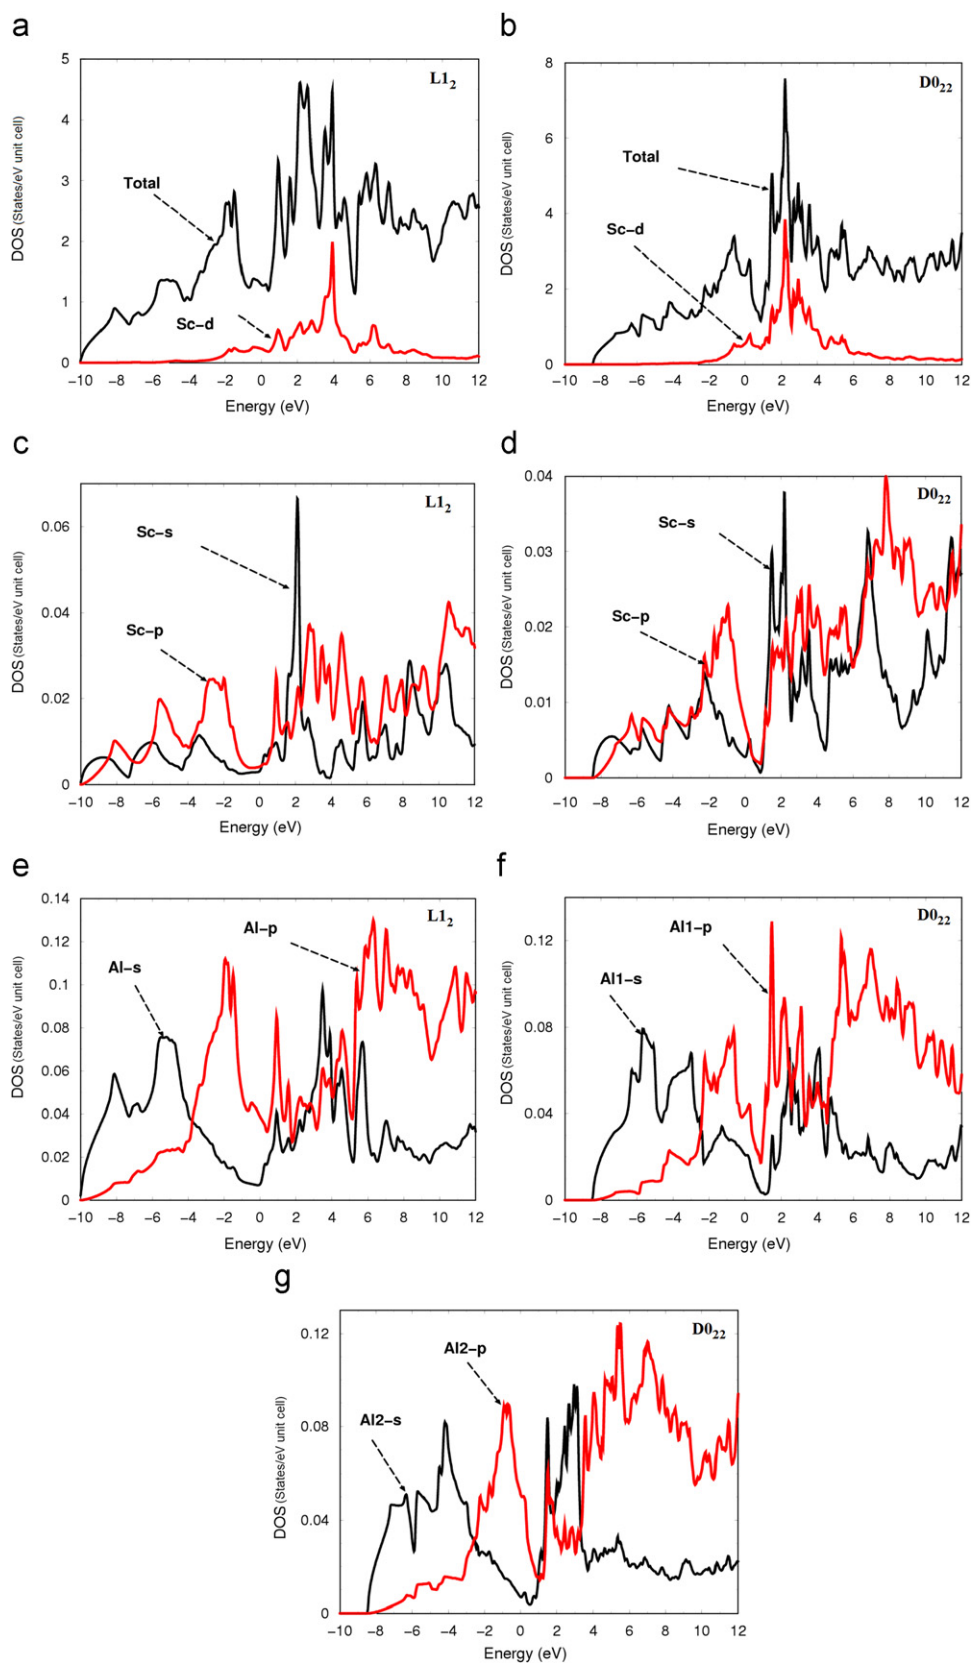 a
L1₂
DOS (States/eV unit cell)
5
4
3
2
1
0
Total
Sc-d
-10 -8 -6 -4 -2 0 2 4 6 8 10 12
Energy (eV)
b
D0₂₂
DOS (States/eV unit cell)
8
6
4
2
0
Total
Sc-d
-10 -8 -6 -4 -2 0 2 4 6 8 10 12
Energy (eV)
c
L1₂
DOS (States/eV unit cell)
0.06
0.04
0.02
0
Sc-s
Sc-p
-10 -8 -6 -4 -2 0 2 4 6 8 10 12
Energy (eV)
d
D0₂₂
DOS (States/eV unit cell)
0.04
0.03
0.02
0.01
0
Sc-s
Sc-p
-10 -8 -6 -4 -2 0 2 4 6 8 10 12
Energy (eV)
e
L1₂
DOS (States/eV unit cell)
0.14
0.12
0.1
0.08
0.06
0.04
0.02
0
Al-p
Al-s
-10 -8 -6 -4 -2 0 2 4 6 8 10 12
Energy (eV)
f
D0₂₂
DOS (States/eV unit cell)
0.12
0.08
0.04
0
Al1-p
Al1-s
-10 -8 -6 -4 -2 0 2 4 6 8 10 12
Energy (eV)
g
D0₂₂
DOS (States/eV unit cell)
0.12
0.08
0.04
0
Al2-p
Al2-s
-10 -8 -6 -4 -2 0 2 4 6 8 10 12
Energy (eV)